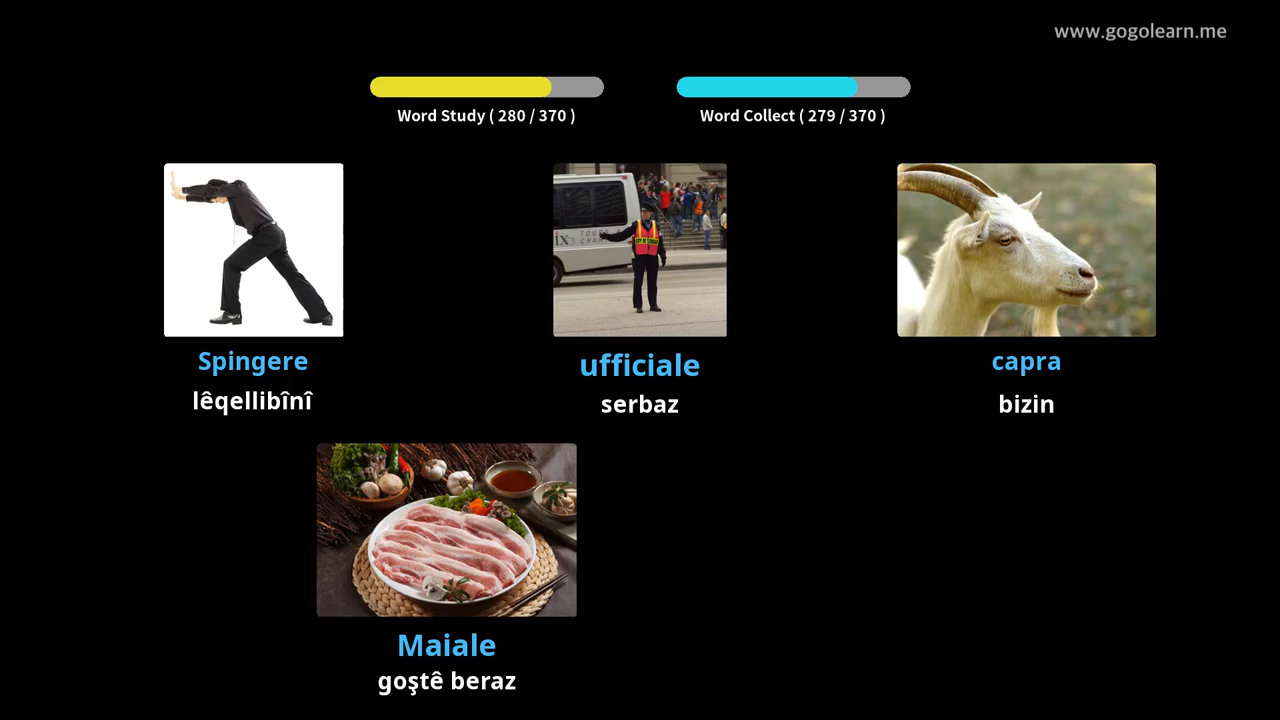 www.gogolearn.me
Word Study ( 280 / 370 )
Word Collect ( 279 / 370 )
Spingere
lêqellibînî
ufficiale
serbaz
capra
bizin
Maiale
goştê beraz